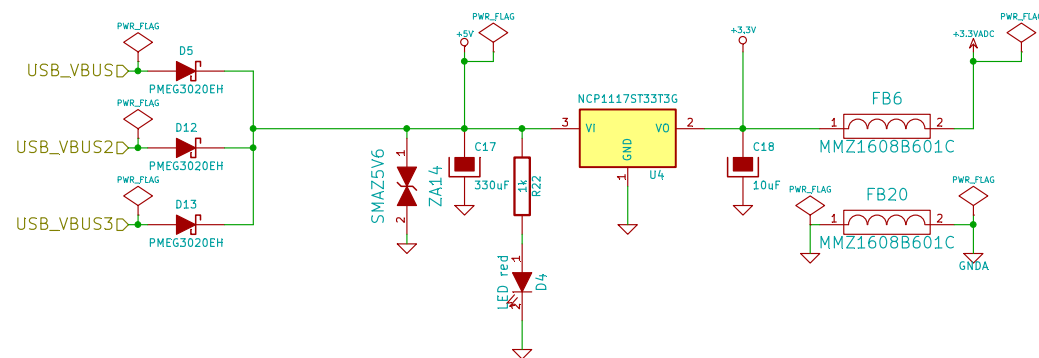 PWR_FLAG
USB_VBUS
D5
PMEG3020EH
PWR_FLAG
USB_VBUS2
D12
PMEG3020EH
PWR_FLAG
USB_VBUS3
D13
PMEG3020EH
SMAZ5V6
1
2
ZA14
+5V
PWR_FLAG
C17
330uF
1k
R22
LED red
1
2
D4
NCP1117ST33T3G
3
VI
VO
2
GND
1
U4
+3.3V
C18
10uF
FB6
1
2
MMZ1608B601C
+3.3VADC
PWR_FLAG
PWR_FLAG
FB20
1
2
MMZ1608B601C
PWR_FLAG
GNDA